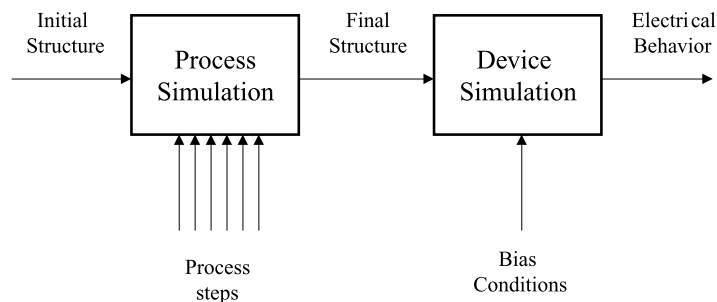 Initial
Structure
Process
Simulation
Final
Structure
Device
Simulation
Electrical
Behavior
Process
steps
Bias
Conditions